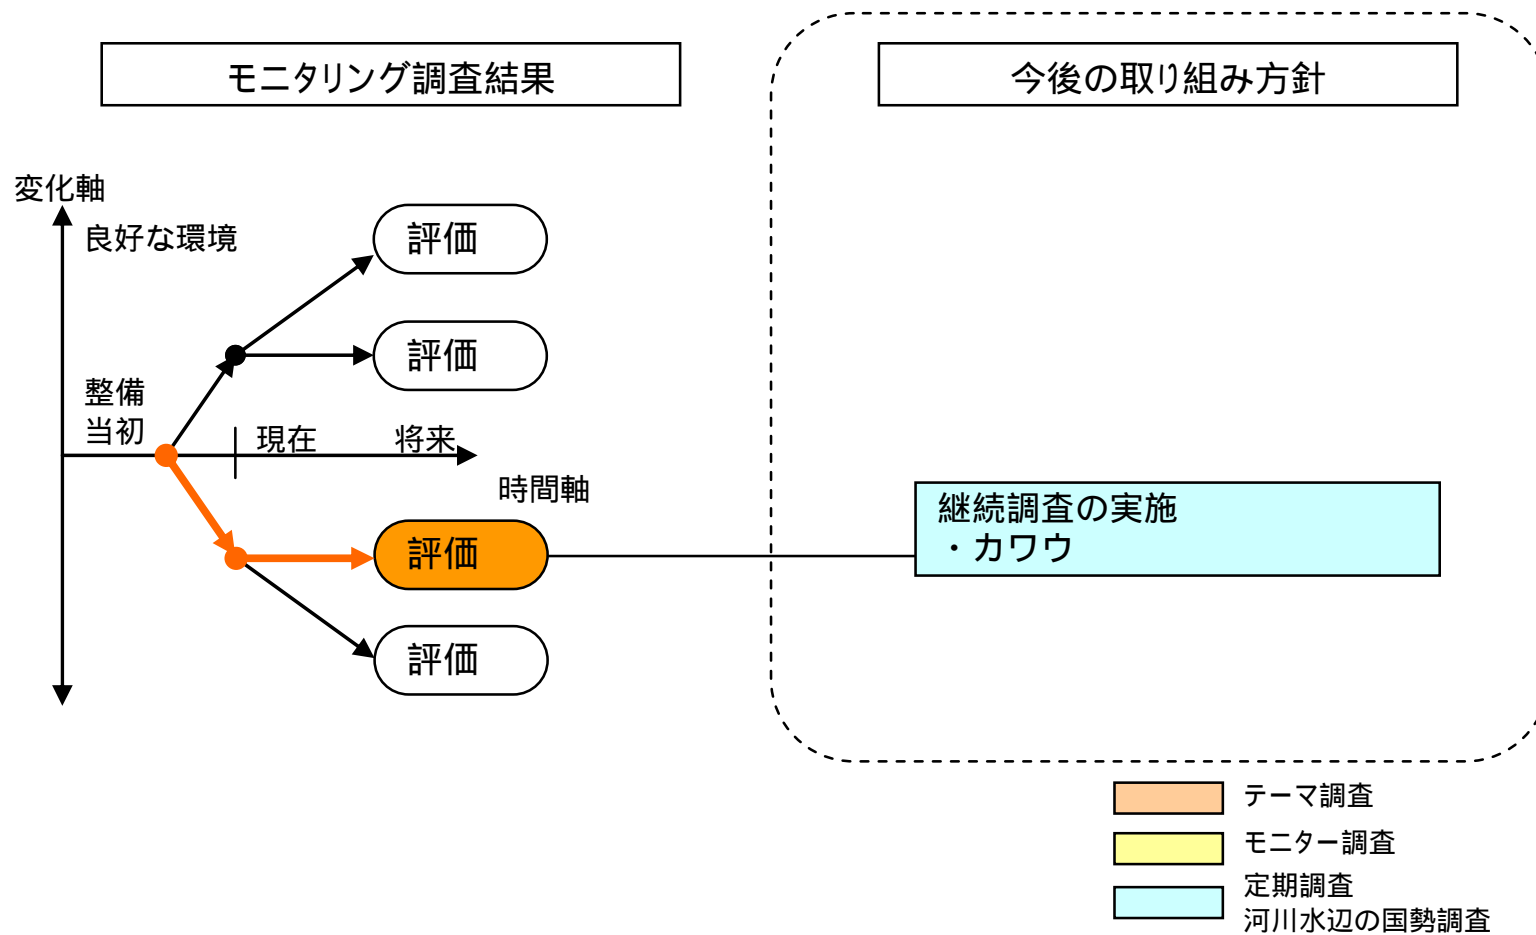 モニタリング調査結果
今後の取り組み方針
変化軸
良好な環境
評価
評価
整備
当初
現在
将来
時間軸
評価
評価
継続調査の実施
・カワウ
テーマ調査
モニター調査
定期調査
河川水辺の国勢調査